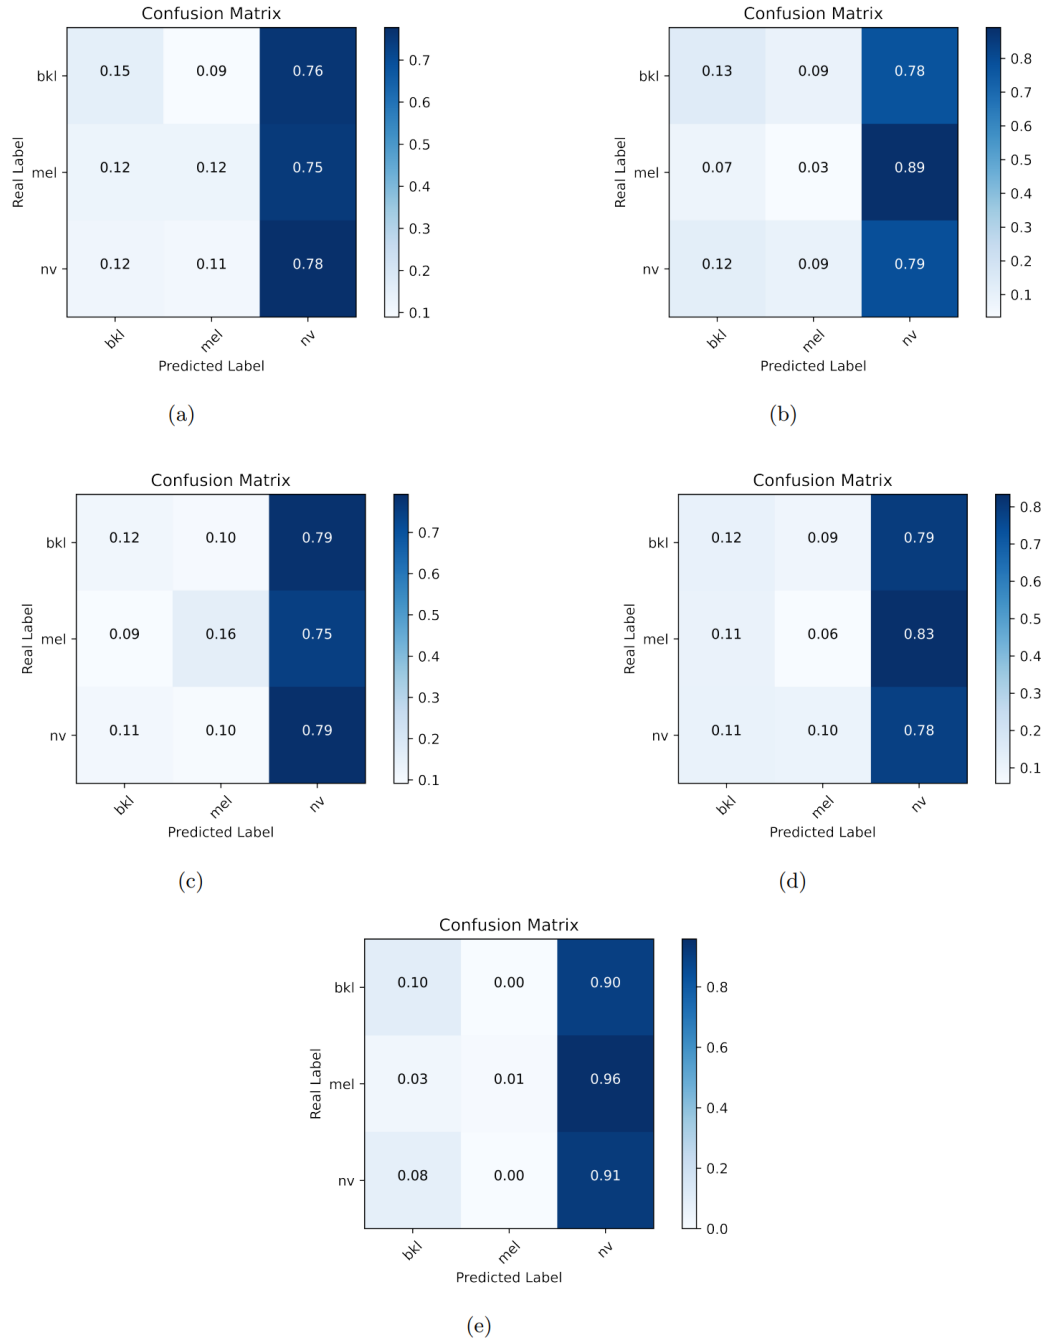 Confusion Matrix
bkl 0.15 0.09 0.76
mel 0.12 0.12 0.75
nv 0.12 0.11 0.78
Real Label
bkl mel nv
Predicted Label
0.7
0.6
0.5
0.4
0.3
0.2
0.1
(a)
Confusion Matrix
bkl 0.13 0.09 0.78
mel 0.07 0.03 0.89
nv 0.12 0.09 0.79
Real Label
bkl mel nv
Predicted Label
0.8
0.7
0.6
0.5
0.4
0.3
0.2
0.1
(b)
Confusion Matrix
bkl 0.12 0.10 0.79
mel 0.09 0.16 0.75
nv 0.11 0.10 0.79
Real Label
bkl mel nv
Predicted Label
0.7
0.6
0.5
0.4
0.3
0.2
0.1
(c)
Confusion Matrix
bkl 0.12 0.09 0.79
mel 0.11 0.06 0.83
nv 0.11 0.10 0.78
Real Label
bkl mel nv
Predicted Label
0.8
0.7
0.6
0.5
0.4
0.3
0.2
0.1
(d)
Confusion Matrix
bkl 0.10 0.00 0.90
mel 0.03 0.01 0.96
nv 0.08 0.00 0.91
Real Label
bkl mel nv
Predicted Label
0.8
0.6
0.4
0.2
0.0
(e)